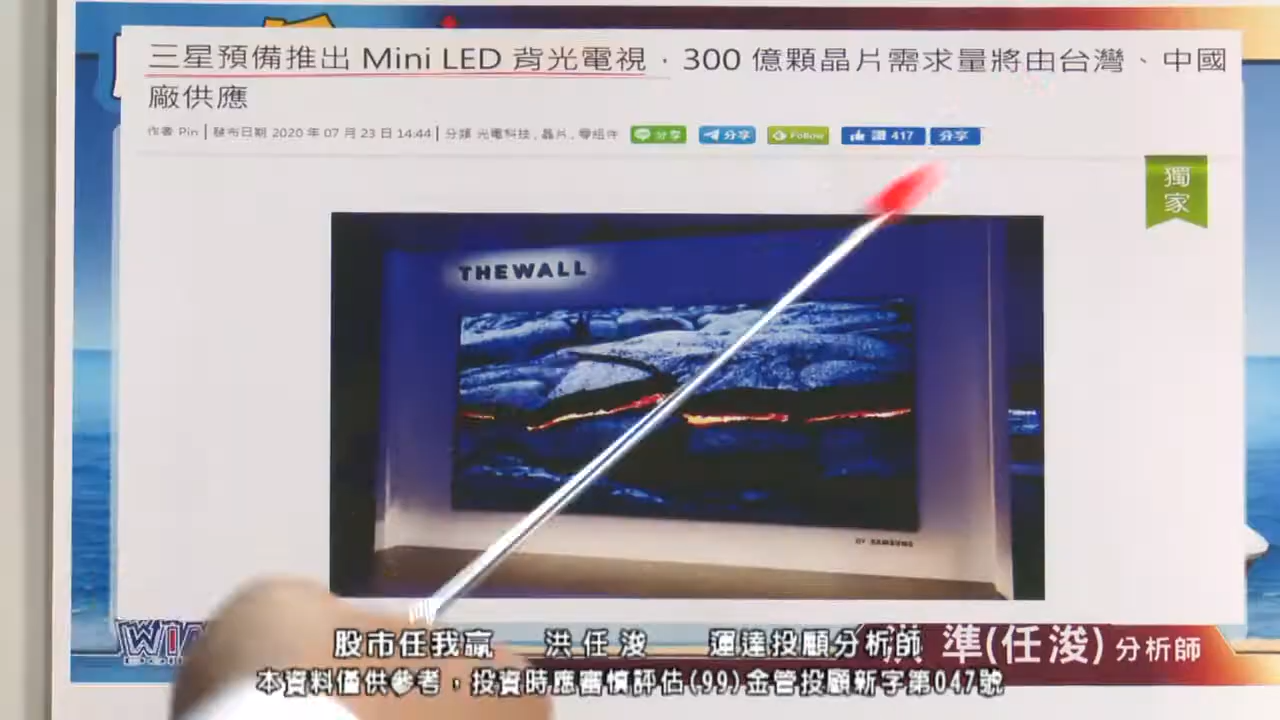 三星預備推出 Mini LED 背光電視，300 億顆晶片需求量將由台灣、中國
廠供應
作者 Pin | 發布日期 2020 年 07 月 23 日 14:44 | 分類 光電科技, 晶片, 零組件
分享
分享
Follow
讚 417
分享
獨家
THE WALL
BY SAMSUNG
股市任我贏 洪任浚 運達投顧分析師
準(任浚) 分析師
本資料僅供參考，投資時應審慎評估(99)金管投顧新字第047號